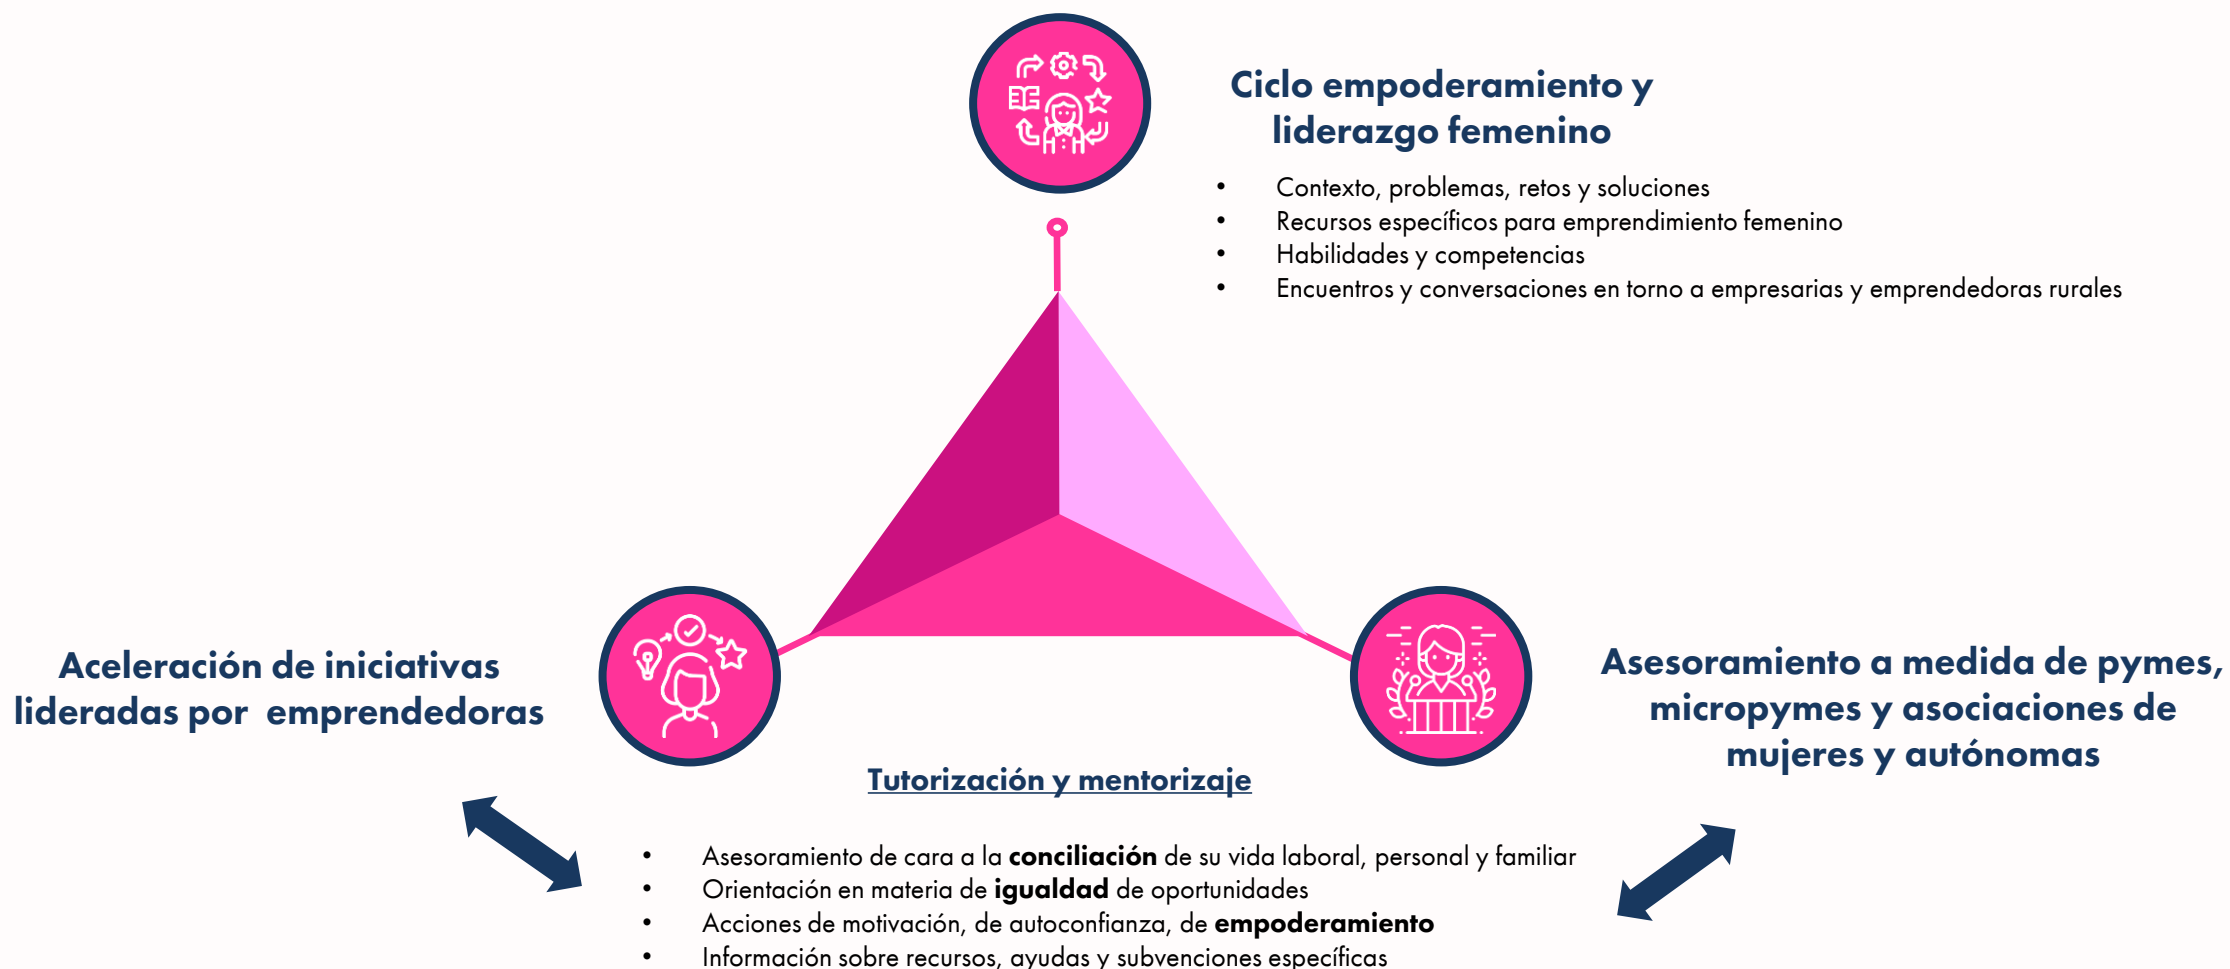 Ciclo empoderamiento y
liderazgo femenino
• Contexto, problemas, retos y soluciones
• Recursos específicos para emprendimiento femenino
• Habilidades y competencias
• Encuentros y conversaciones en torno a empresarias y emprendedoras rurales
Aceleración de iniciativas
lideradas por emprendedoras
Asesoramiento a medida de pymes,
micropymes y asociaciones de
mujeres y autónomas
Tutorización y mentorizaje
• Asesoramiento de cara a la conciliación de su vida laboral, personal y familiar
• Orientación en materia de igualdad de oportunidades
• Acciones de motivación, de autoconfianza, de empoderamiento
• Información sobre recursos, ayudas y subvenciones específicas